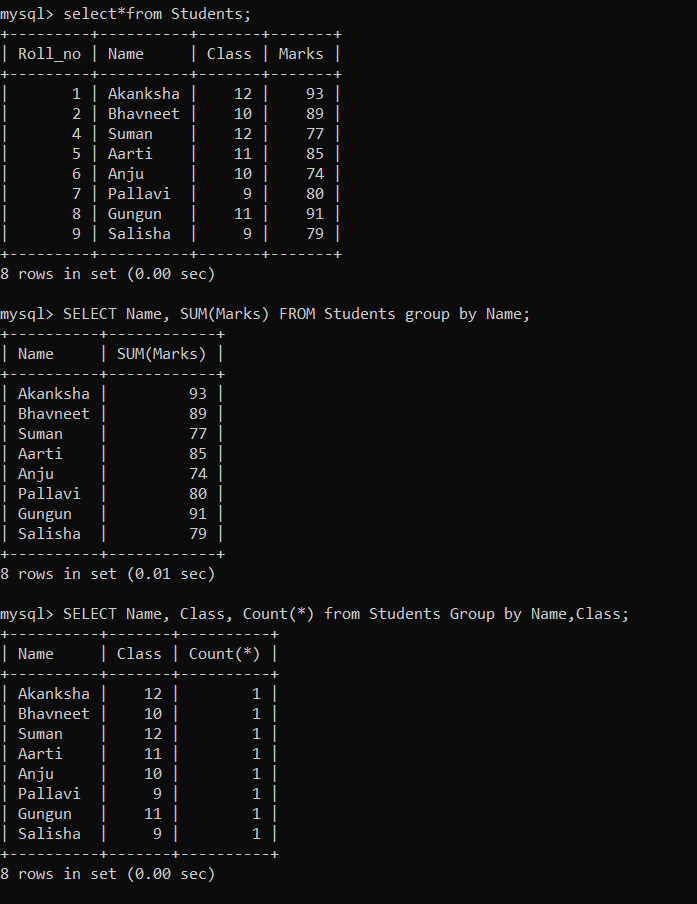 mysql> select*from Students;
+---------+----------+-------+-------+
| Roll_no | Name     | Class | Marks |
+---------+----------+-------+-------+
|       1 | Akanksha |    12 |    93 |
|       2 | Bhavneet |    10 |    89 |
|       4 | Suman    |    12 |    77 |
|       5 | Aarti    |    11 |    85 |
|       6 | Anju     |    10 |    74 |
|       7 | Pallavi  |     9 |    80 |
|       8 | Gungun   |    11 |    91 |
|       9 | Salisha  |     9 |    79 |
+---------+----------+-------+-------+
8 rows in set (0.00 sec)

mysql> SELECT Name, SUM(Marks) FROM Students group by Name;
+----------+------------+
| Name     | SUM(Marks) |
+----------+------------+
| Akanksha |         93 |
| Bhavneet |         89 |
| Suman    |         77 |
| Aarti    |         85 |
| Anju     |         74 |
| Pallavi  |         80 |
| Gungun   |         91 |
| Salisha  |         79 |
+----------+------------+
8 rows in set (0.01 sec)

mysql> SELECT Name, Class, Count(*) from Students Group by Name,Class;
+----------+-------+----------+
| Name     | Class | Count(*) |
+----------+-------+----------+
| Akanksha |    12 |        1 |
| Bhavneet |    10 |        1 |
| Suman    |    12 |        1 |
| Aarti    |    11 |        1 |
| Anju     |    10 |        1 |
| Pallavi  |     9 |        1 |
| Gungun   |    11 |        1 |
| Salisha  |     9 |        1 |
+----------+-------+----------+
8 rows in set (0.00 sec)